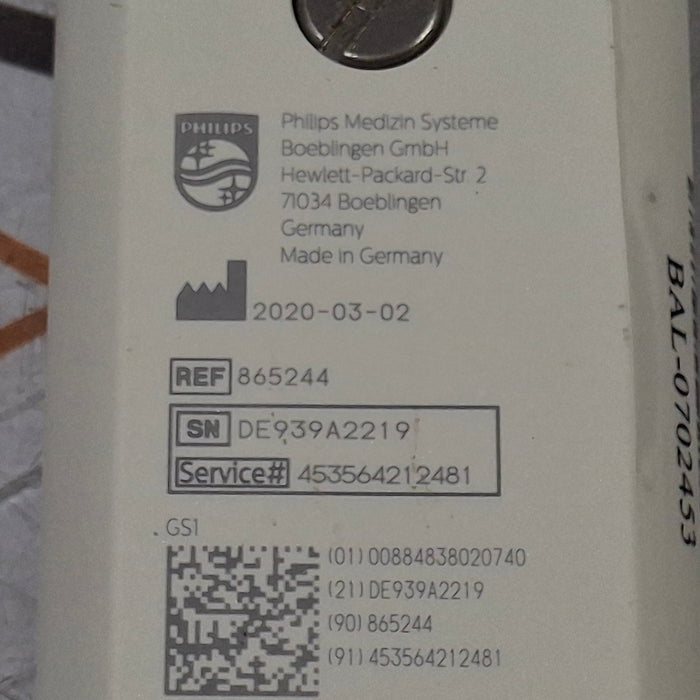 PHILIPS
Philips Medizin Systeme
Boeblingen GmbH
Hewlett-Packard-Str. 2
71034 Boeblingen
Germany
Made in Germany
2020-03-02
REF 865244
SN DE939A2219
Service# 453564212481
GS1
(01) 00884838020740
(21) DE939A2219
(90) 865244
(91) 453564212481
BAL-0702453